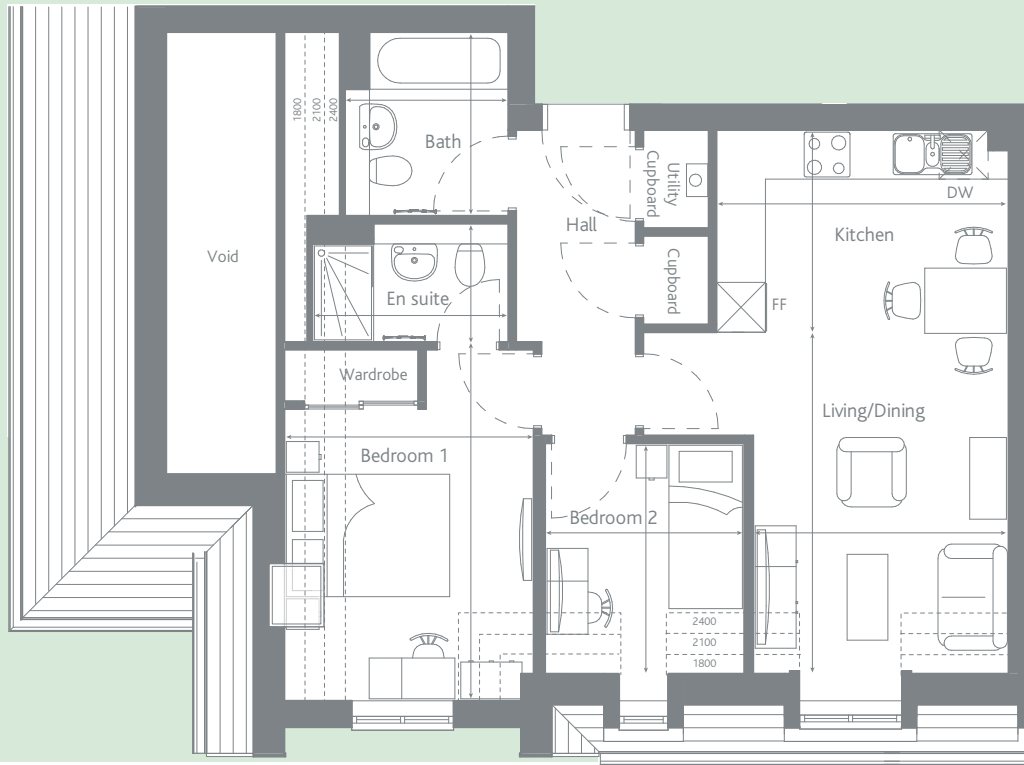 1800
2100
2400
Bath
Utility
Cupboard
Hall
DW
Kitchen
Void
Cupboard
En suite
FF
Wardrobe
Living/Dining
Bedroom 1
Bedroom 2
2400
2100
1800